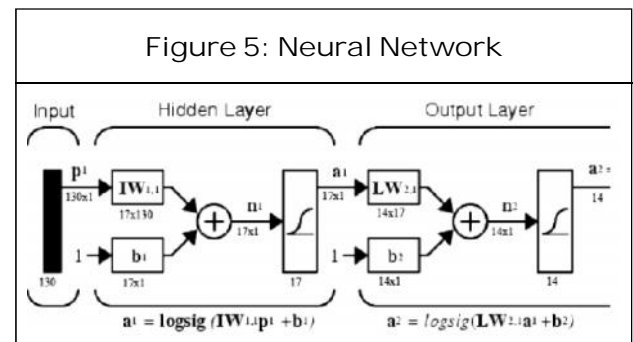 Figure 5: Neural Network
Input Hidden Layer Output Layer
p¹ a¹ a² =
IW₁,₁ LW₂,₁
130x1 17x1 14
17x130 n¹ 14x17 n²
17x1 14x1
1 b₁ 1 b²
130 17x1 17 14x1 14
a¹ = logsig (IW₁,₁p¹ +b₁) a² = logsig(LW₂,₁a¹+b²)